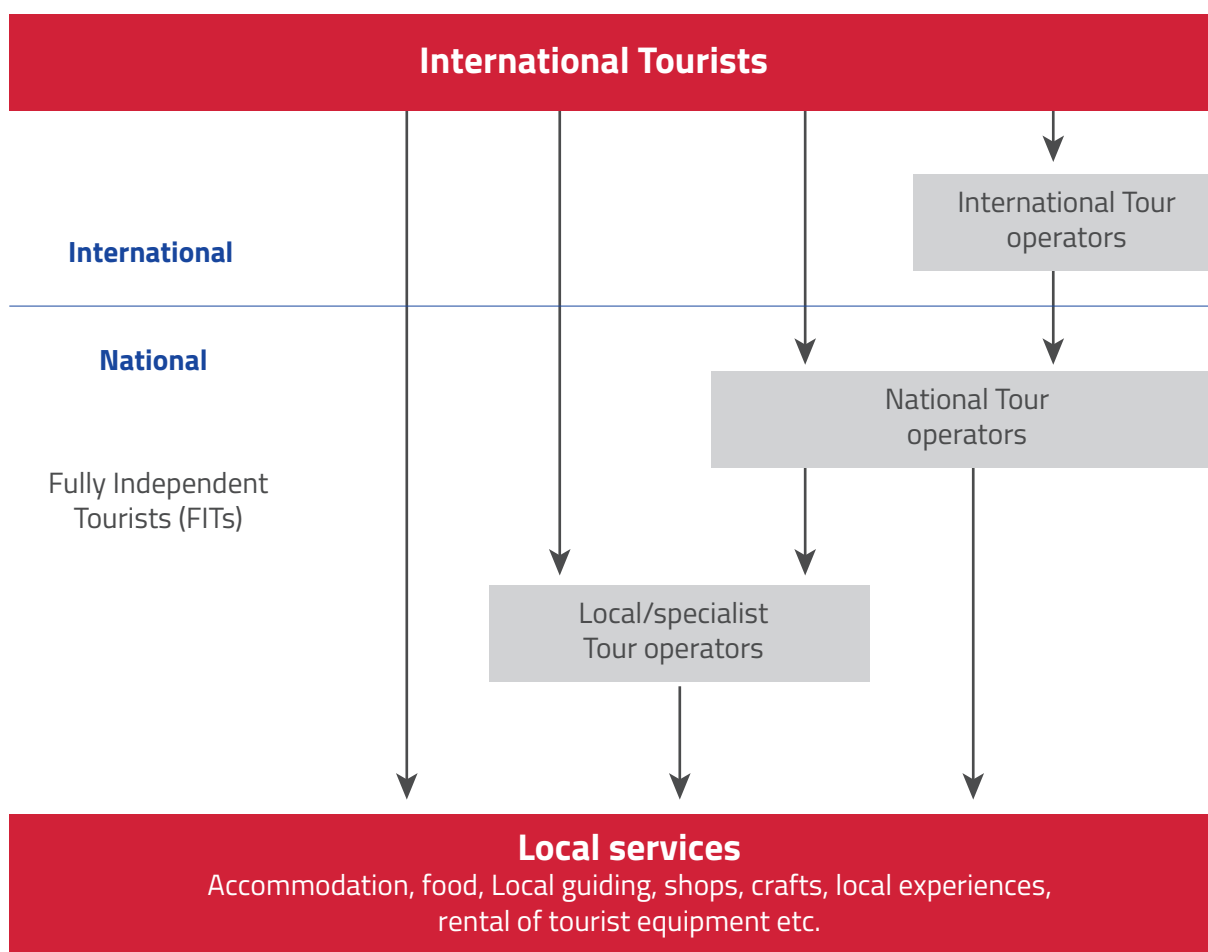 International Tourists
International Tour
operators
International
National
National Tour
operators
Fully Independent
Tourists (FITs)
Local/specialist
Tour operators
Local services
Accommodation, food, Local guiding, shops, crafts, local experiences,
rental of tourist equipment etc.